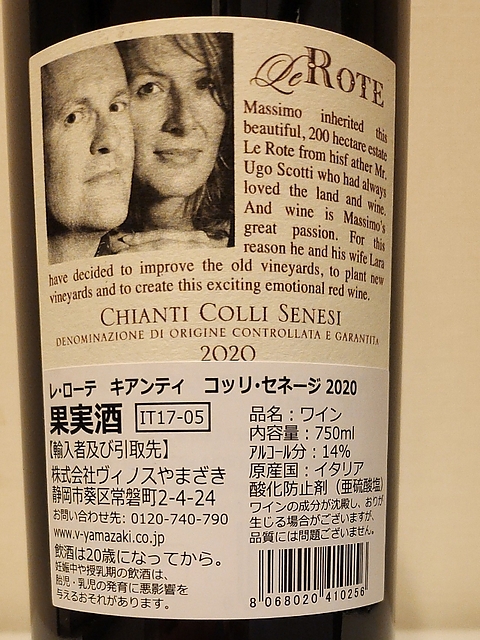 Le ROTE
Massimo inherited this
beautiful, 200 hectare estate
Le Rote from hisf ather Mr.
Ugo Scotti who had always
loved the land and wine.
And wine is Massimo's
great passion. For this
reason he and his wife Lara
have decided to improve the old vineyards, to plant new
vineyards and to create this exciting emotional red wine.
CHIANTI COLLI SENESI
DENOMINAZIONE DI ORIGINE CONTROLLATA E GARANTITA
2020
レ・ローテ キアンティ コッリ・セネージ 2020
果実酒 IT17-05
【輸入者及び引取先】
株式会社ヴィノスやまざき
静岡市葵区常磐町2-4-24
お問い合わせ先: 0120-740-790
www.v-yamazaki.co.jp
飲酒は20歳になってから。
妊娠中や授乳期の飲酒は、
胎児・乳児の発育に悪影響を
与えるおそれがあります。
品名：ワイン
内容量：750ml
アルコール分：14%
原産国：イタリア
酸化防止剤（亜硫酸塩）
ワインの成分が沈殿し、おりが
生じる場合がございますが、
品質には問題ございません。
8 068020 410256